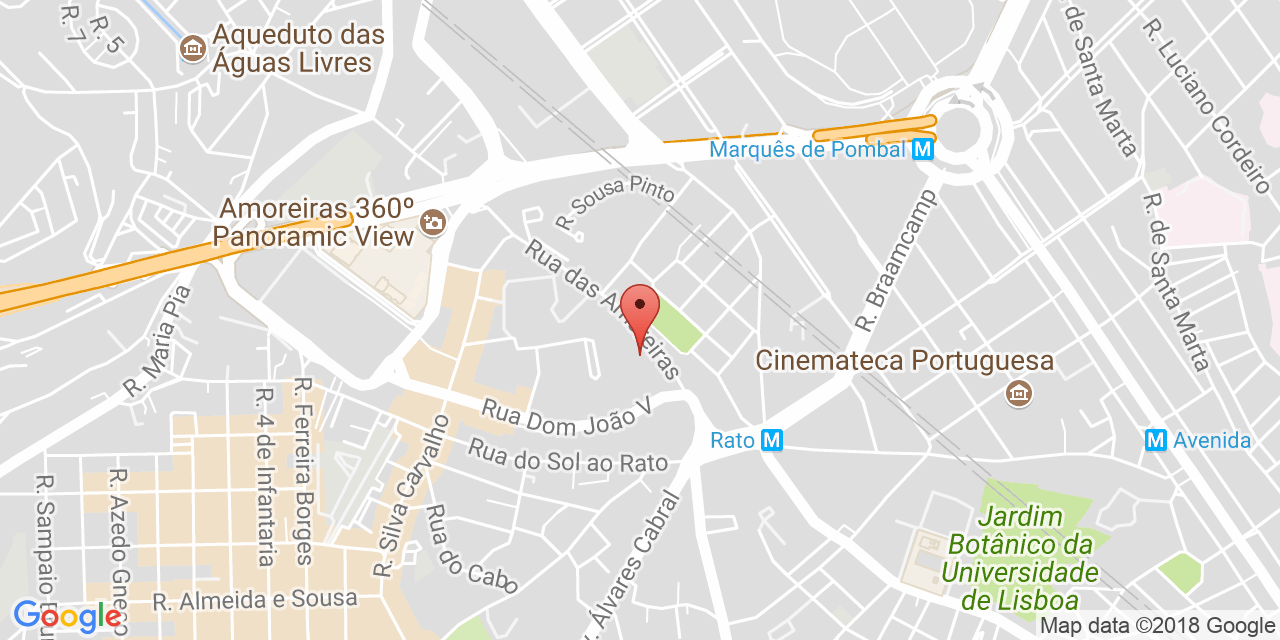 R. 7
R. 5
Aqueduto das
Águas Livres
de Santa Marta
R. Luciano Cordeiro
Marquês de Pombal M
R. Sousa Pinto
Amoreiras 360º
Panoramic View
R. de Santa Marta
R. Braamcamp
Rua das Amoreiras
R. Maria Pia
Cinemateca Portuguesa
Rua Dom João V
R. Ferreira Borges
R. 4 de Infantaria
R. Silva Carvalho
Rato M
M Avenida
Rua do Sol ao Rato
R. Sampaio
R. Azedo Gneco
Rua do Cabo
Álvares Cabral
Jardim
Botânico da
Universidade
de Lisboa
R. Almeida e Sousa
Google
Map data ©2018 Google